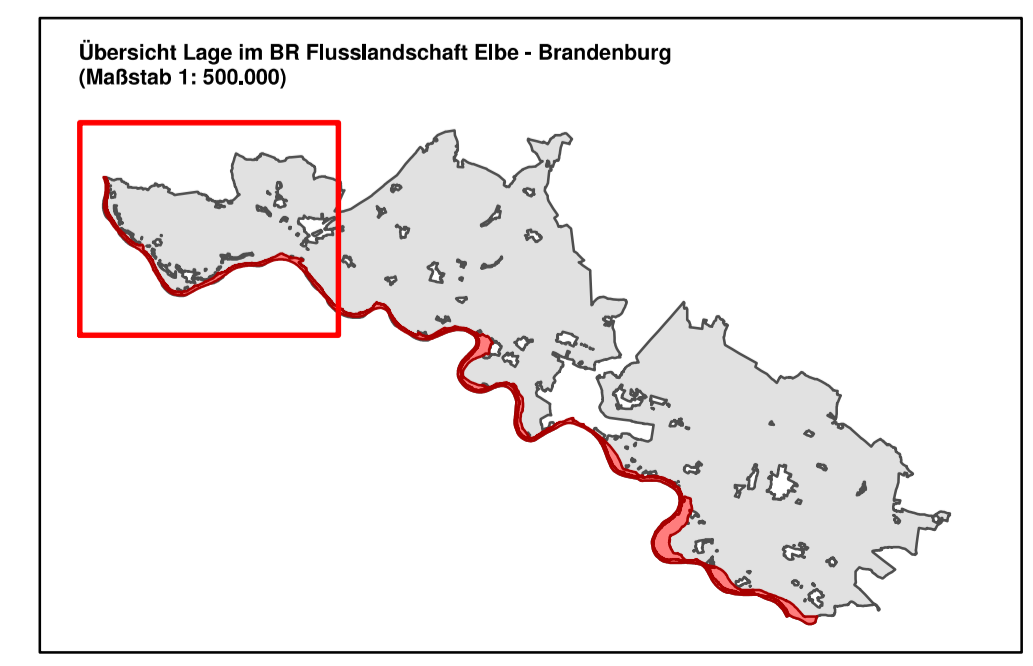 Übersicht Lage im BR Flusslandschaft Elbe - Brandenburg
(Maßstab 1: 500.000)